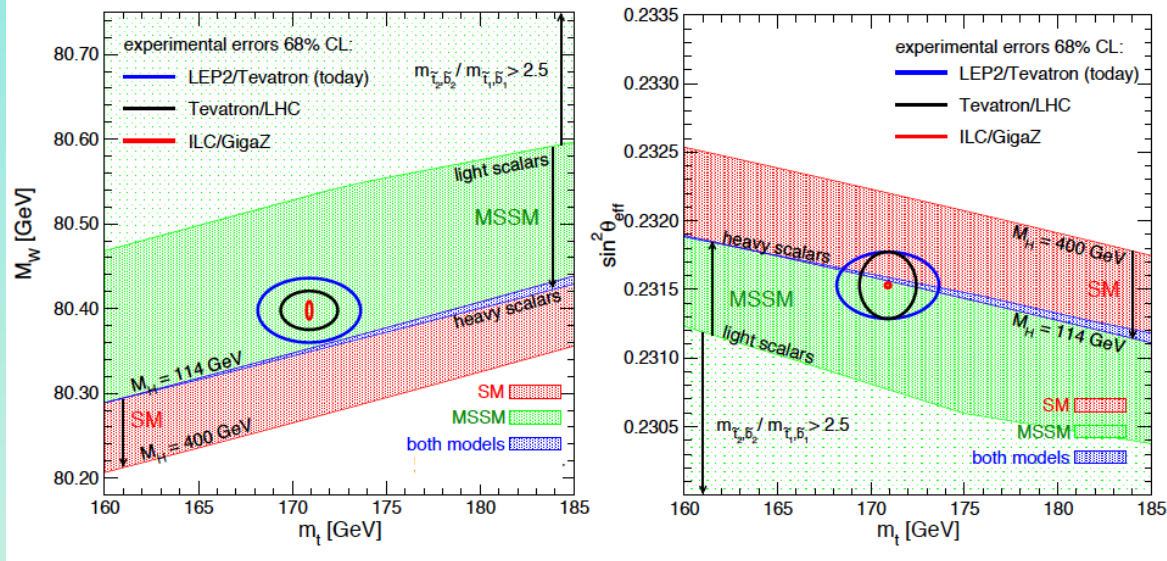 80.70
80.60
80.50
80.40
80.30
80.20
M_W [GeV]
experimental errors 68% CL:
LEP2/Tevatron (today)
Tevatron/LHC
ILC/GigaZ
m_{t̃₂,b̃₂} / m_{t̃₁,b̃₁} > 2.5
light scalars
MSSM
heavy scalars
M_H = 114 GeV
SM
M_H = 400 GeV
SM
MSSM
both models
160 165 170 175 180 185
m_t [GeV]
0.2335
0.2330
0.2325
0.2320
0.2315
0.2310
0.2305
sin²θ_eff
experimental errors 68% CL:
LEP2/Tevatron (today)
Tevatron/LHC
ILC/GigaZ
M_H = 400 GeV
heavy scalars
SM
MSSM
M_H = 114 GeV
light scalars
m_{t̃₂,b̃₂} / m_{t̃₁,b̃₁} > 2.5
SM
MSSM
both models
160 165 170 175 180 185
m_t [GeV]